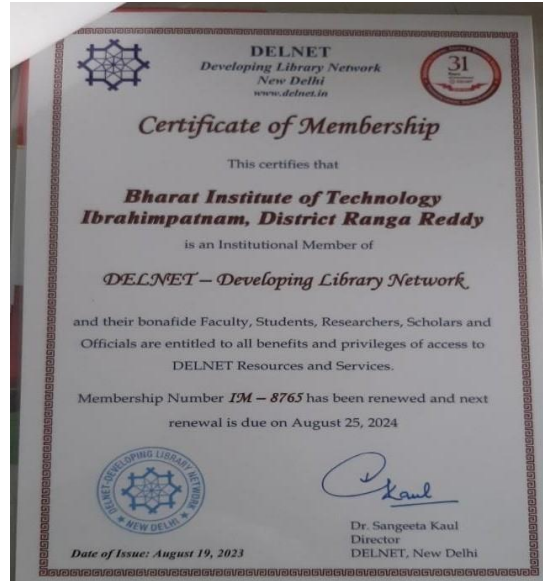 DELNET
Developing Library Network
New Delhi
www.delnet.in
31
Certificate of Membership
This certifies that
Bharat Institute of Technology
Ibrahimpatnam, District Ranga Reddy
is an Institutional Member of
DELNET – Developing Library Network
and their bonafide Faculty, Students, Researchers, Scholars and
Officials are entitled to all benefits and privileges of access to
DELNET Resources and Services.
Membership Number IM – 8765 has been renewed and next
renewal is due on August 25, 2024
DELNET-DEVELOPING LIBRARY NETWORK
NEW DELHI
Kaul
Dr. Sangeeta Kaul
Director
DELNET, New Delhi
Date of Issue: August 19, 2023